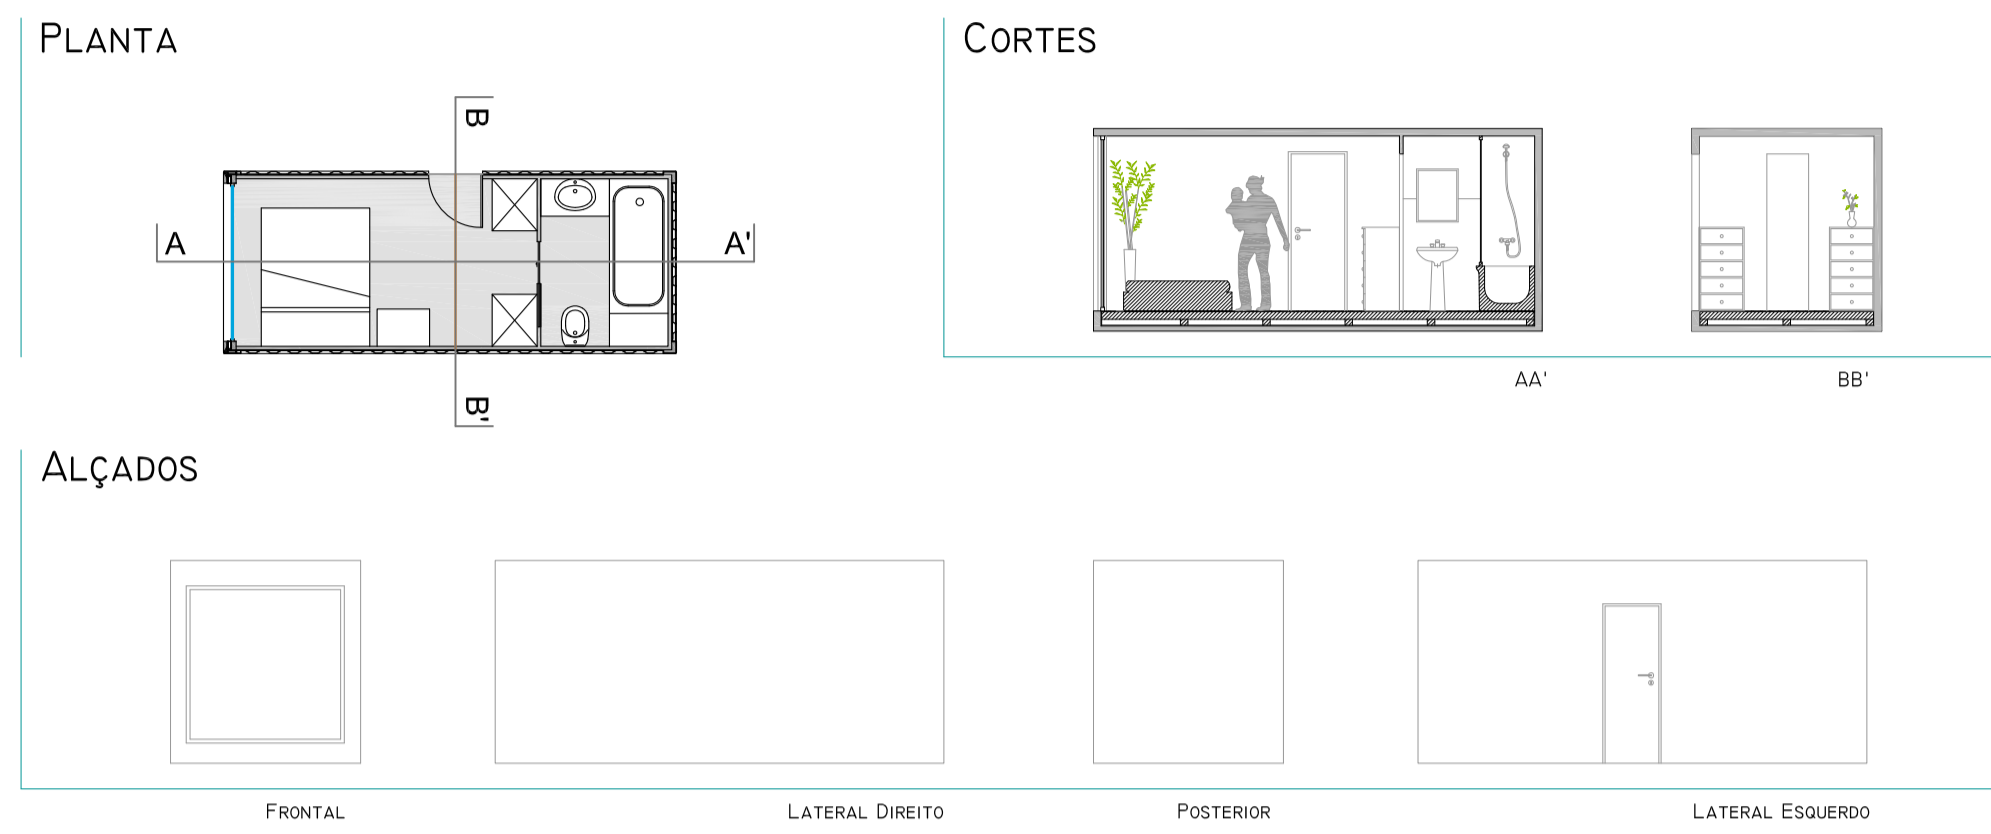 PLANTA
B
A
A'
B'
CORTES
AA'
BB'
ALÇADOS
FRONTAL
LATERAL DIREITO
POSTERIOR
LATERAL ESQUERDO